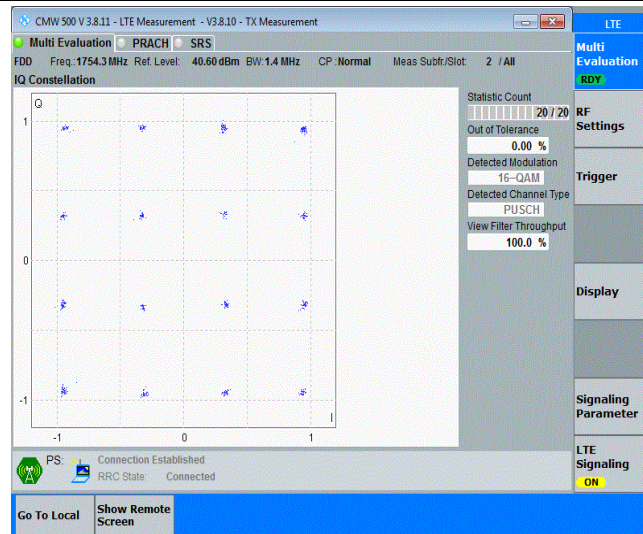 CMW 500 V 3.8.11 - LTE Measurement - V3.8.10 - TX Measurement
LTE
Multi Evaluation PRACH SRS
FDD Freq.:1754.3 MHz Ref. Level: 40.60 dBm BW:1.4 MHz CP :Normal Meas Subfr./Slot: 2 / All
IQ Constellation
Q
1
0
-1
-1 0 1
I
Statistic Count
20 / 20
Out of Tolerance
0.00 %
Detected Modulation
16-QAM
Detected Channel Type
PUSCH
View Filter Throughput
100.0 %
Multi
Evaluation
RDY
RF
Settings
Trigger
Display
Signaling
Parameter
LTE
Signaling
ON
PS: Connection Established
RRC State: Connected
Go To Local
Show Remote
Screen